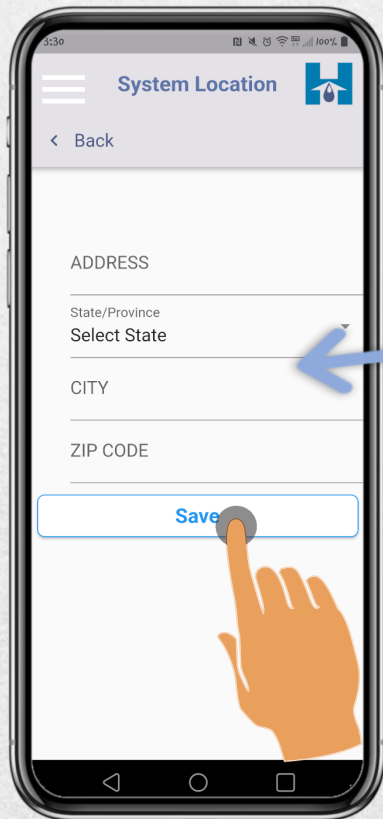 3:30 100%
System Location
< Back
ADDRESS
State/Province
Select State
CITY
ZIP CODE
Save